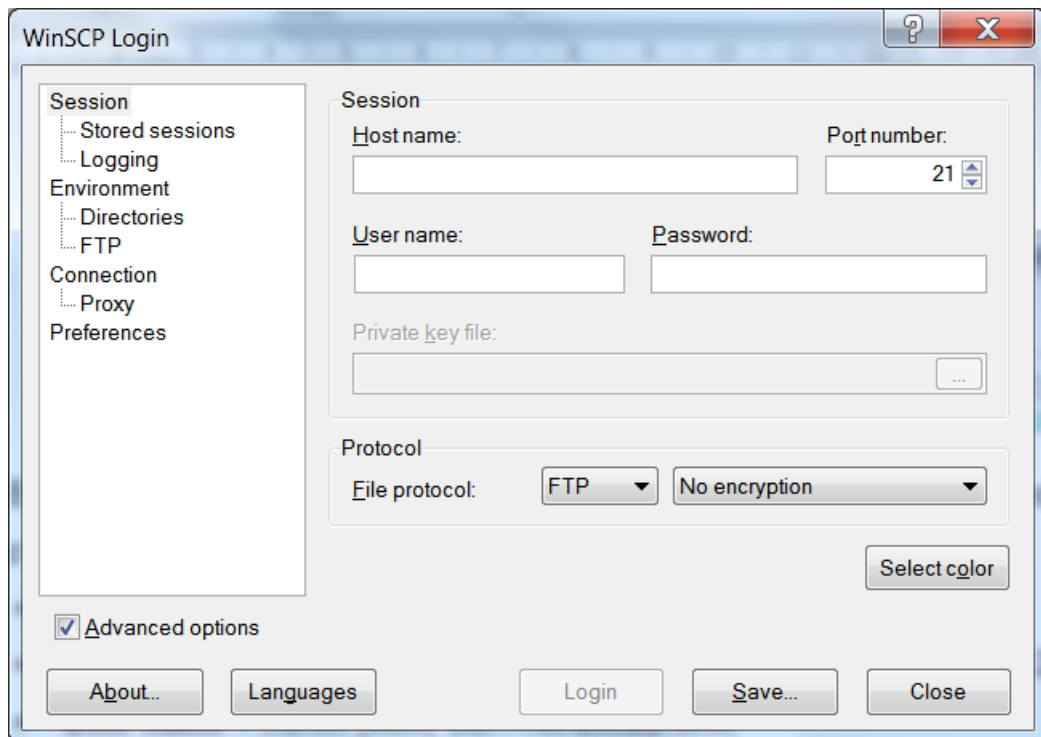 WinSCP Login
Session
Stored sessions
Logging
Environment
Directories
FTP
Connection
Proxy
Preferences
Session
Host name:
Port number:
21
User name:
Password:
Private key file:
...
Protocol
File protocol:
FTP
No encryption
Select color
Advanced options
About...
Languages
Login
Save...
Close